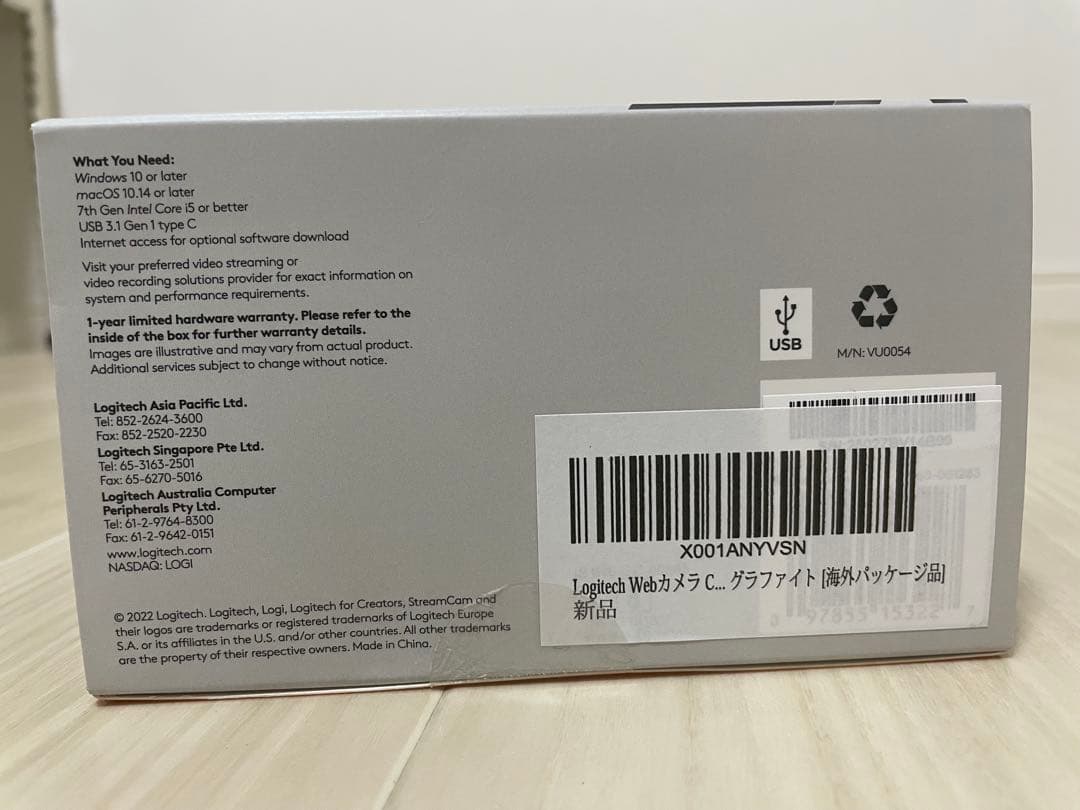 What You Need:
Windows 10 or later
macOS 10.14 or later
7th Gen Intel Core i5 or better
USB 3.1 Gen 1 type C
Internet access for optional software download
Visit your preferred video streaming or
video recording solutions provider for exact information on
system and performance requirements.
1-year limited hardware warranty. Please refer to the
inside of the box for further warranty details.
Images are illustrative and may vary from actual product.
Additional services subject to change without notice.
Logitech Asia Pacific Ltd.
Tel: 852-2624-3600
Fax: 852-2520-2230
Logitech Singapore Pte Ltd.
Tel: 65-3163-2501
Fax: 65-6270-5016
Logitech Australia Computer
Peripherals Pty Ltd.
Tel: 61-2-9764-8300
Fax: 61-2-9642-0151
www.logitech.com
NASDAQ: LOGI
© 2022 Logitech. Logitech, Logi, Logitech for Creators, StreamCam and
their logos are trademarks or registered trademarks of Logitech Europe
S.A. or its affiliates in the U.S. and/or other countries. All other trademarks
are the property of their respective owners. Made in China.
USB
M/N: VU0054
X001ANYVSN
Logitech Webカメラ C... グラファイト [海外パッケージ品]
新品